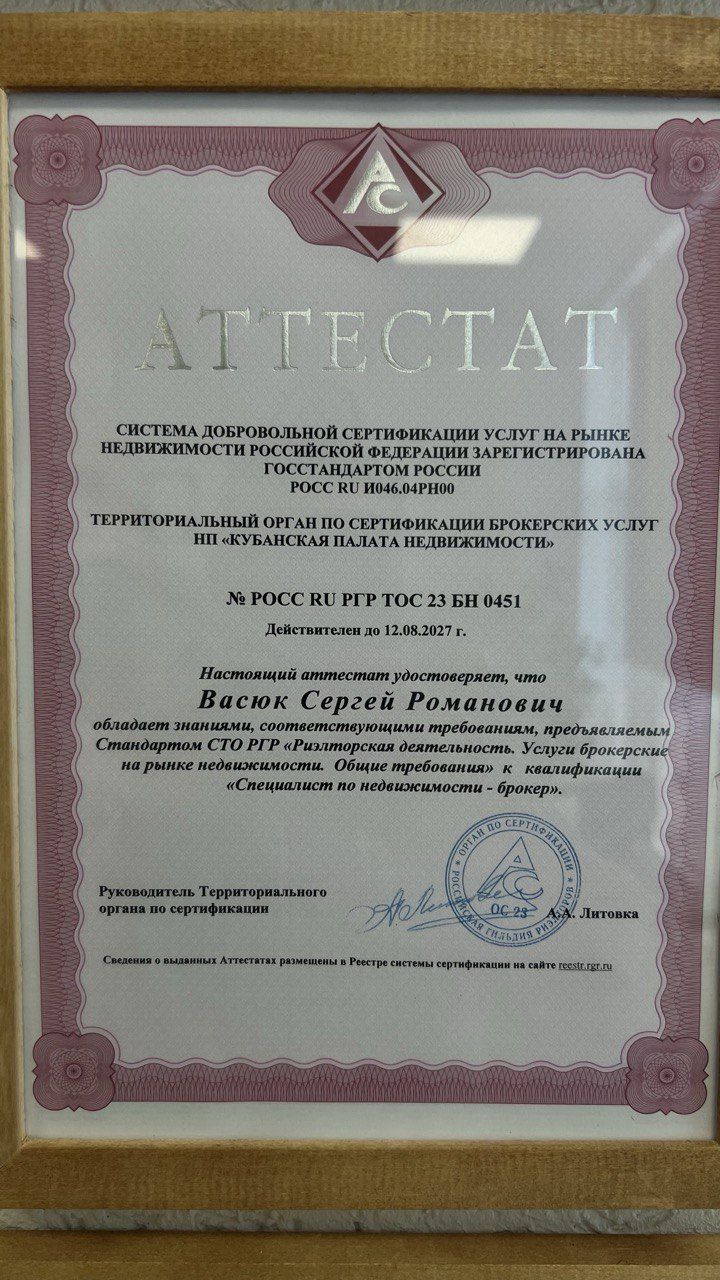 АС
АТТЕСТАТ
СИСТЕМА ДОБРОВОЛЬНОЙ СЕРТИФИКАЦИИ УСЛУГ НА РЫНКЕ
НЕДВИЖИМОСТИ РОССИЙСКОЙ ФЕДЕРАЦИИ ЗАРЕГИСТРИРОВАНА
ГОССТАНДАРТОМ РОССИИ
РОСС RU И046.04РН00
ТЕРРИТОРИАЛЬНЫЙ ОРГАН ПО СЕРТИФИКАЦИИ БРОКЕРСКИХ УСЛУГ
НП «КУБАНСКАЯ ПАЛАТА НЕДВИЖИМОСТИ»
№ РОСС RU РГР ТОС 23 БН 0451
Действителен до 12.08.2027 г.
Настоящий аттестат удостоверяет, что
Васюк Сергей Романович
обладает знаниями, соответствующими требованиям, предъявляемым
Стандартом СТО РГР «Риэлторская деятельность. Услуги брокерские
на рынке недвижимости. Общие требования» к квалификации
«Специалист по недвижимости - брокер».
Руководитель Территориального
органа по сертификации
А.А. Литовка
ОРГАН ПО СЕРТИФИКАЦИИ
РОССИЙСКАЯ ГИЛЬДИЯ РИЭЛТОРОВ
АС
ОС 23
Сведения о выданных Аттестатах размещены в Реестре системы сертификации на сайте reestr.rgr.ru